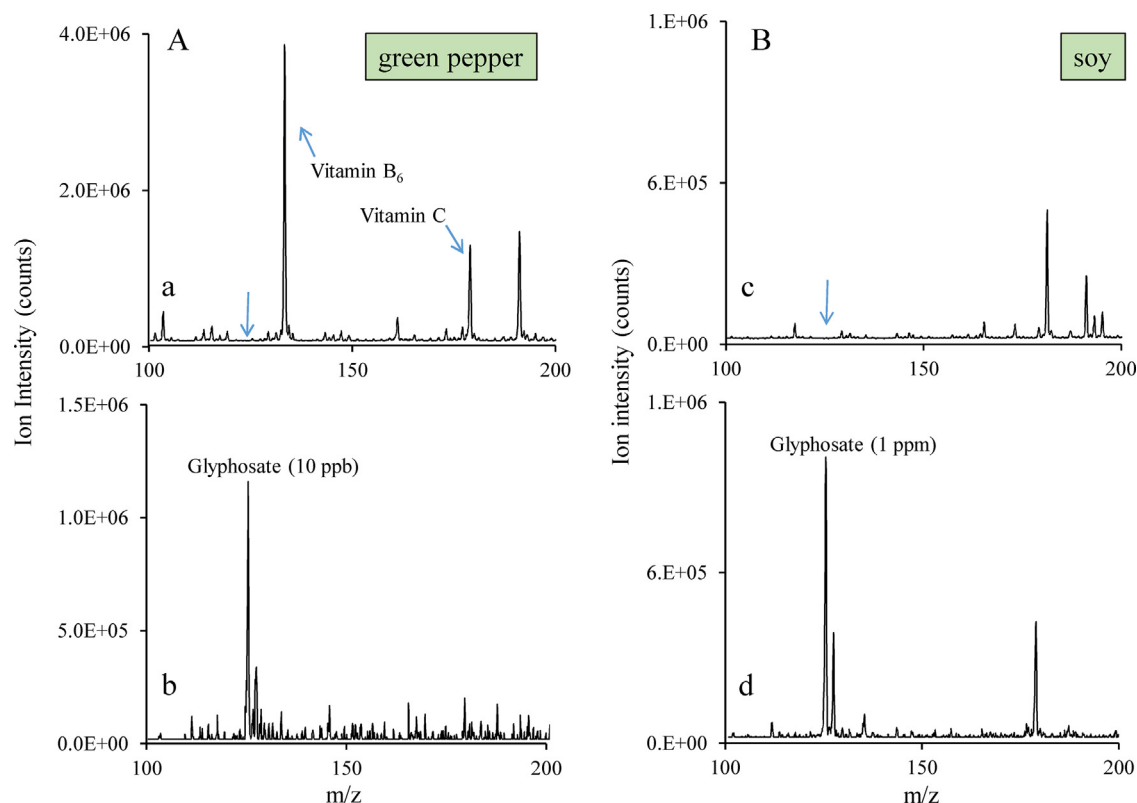 A
green pepper
4.0E+06
2.0E+06
0.0E+00
Vitamin B₆
Vitamin C
a
100
150
200
B
soy
1.E+06
6.E+05
0.E+00
c
100
150
200
Ion Intensity (counts)
Ion intensity (counts)
1.5E+06
1.0E+06
5.0E+05
0.0E+00
Glyphosate (10 ppb)
b
100
150
200
m/z
1.E+06
6.E+05
0.E+00
Glyphosate (1 ppm)
d
100
150
200
m/z